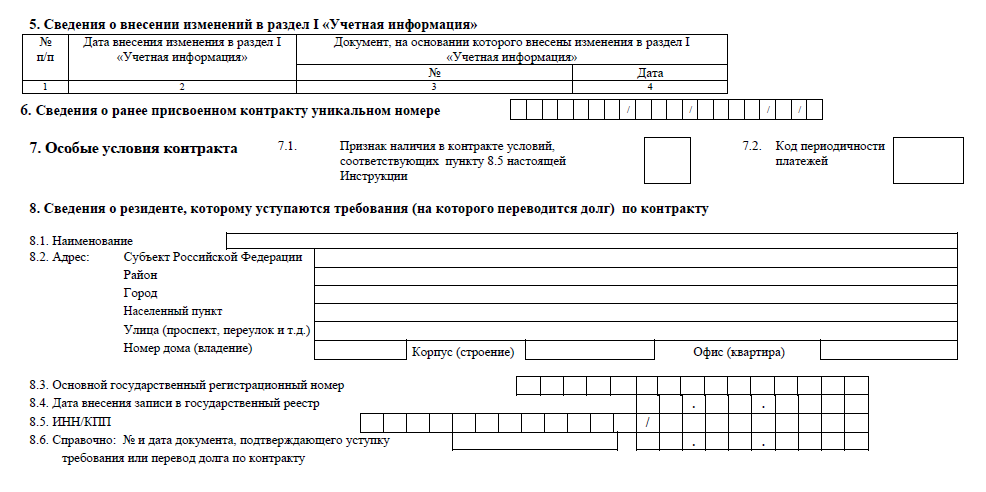 5. Сведения о внесении изменений в раздел I «Учетная информация»
№ п/п
Дата внесения изменения в раздел I «Учетная информация»
Документ, на основании которого внесены изменения в раздел I «Учетная информация»
№ Дата
1 2 3 4
6. Сведения о ранее присвоенном контракту уникальном номере / / / /
7. Особые условия контракта
7.1. Признак наличия в контракте условий,
соответствующих пункту 8.5 настоящей
Инструкции
7.2. Код периодичности
платежей
8. Сведения о резиденте, которому уступаются требования (на которого переводится долг) по контракту
8.1. Наименование
8.2. Адрес: Субъект Российской Федерации
Район
Город
Населенный пункт
Улица (проспект, переулок и т.д.)
Номер дома (владение) Корпус (строение) Офис (квартира)
8.3. Основной государственный регистрационный номер
8.4. Дата внесения записи в государственный реестр . .
8.5. ИНН/КПП /
8.6. Справочно: № и дата документа, подтверждающего уступку . .
требования или перевод долга по контракту